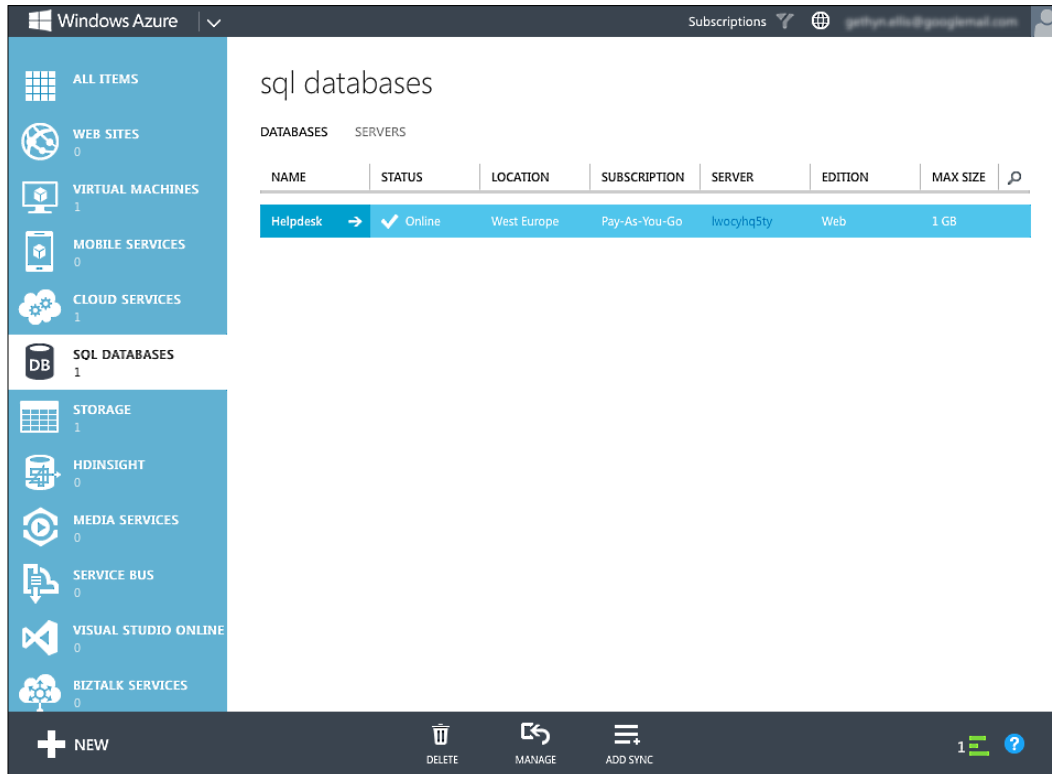 Windows Azure
Subscriptions
ALL ITEMS
WEB SITES
0
VIRTUAL MACHINES
1
MOBILE SERVICES
0
CLOUD SERVICES
1
DB
SQL DATABASES
1
STORAGE
1
HDINSIGHT
0
MEDIA SERVICES
0
SERVICE BUS
0
VISUAL STUDIO ONLINE
0
BIZTALK SERVICES
0
sql databases
DATABASES SERVERS
NAME STATUS LOCATION SUBSCRIPTION SERVER EDITION MAX SIZE
Helpdesk Online West Europe Pay-As-You-Go lwocyhq5ty Web 1 GB
NEW
DELETE MANAGE ADD SYNC
1 ?